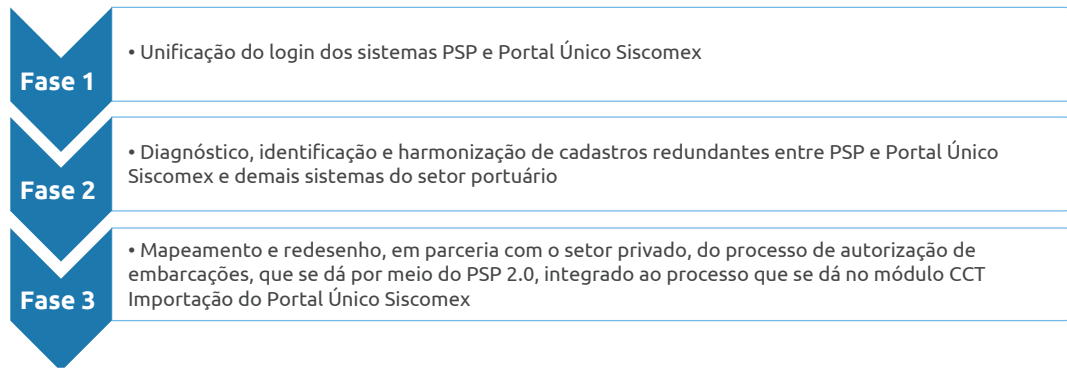 Fase 1
• Unificação do login dos sistemas PSP e Portal Único Siscomex
Fase 2
• Diagnóstico, identificação e harmonização de cadastros redundantes entre PSP e Portal Único
Siscomex e demais sistemas do setor portuário
Fase 3
• Mapeamento e redesenho, em parceria com o setor privado, do processo de autorização de
embarcações, que se dá por meio do PSP 2.0, integrado ao processo que se dá no módulo CCT
Importação do Portal Único Siscomex